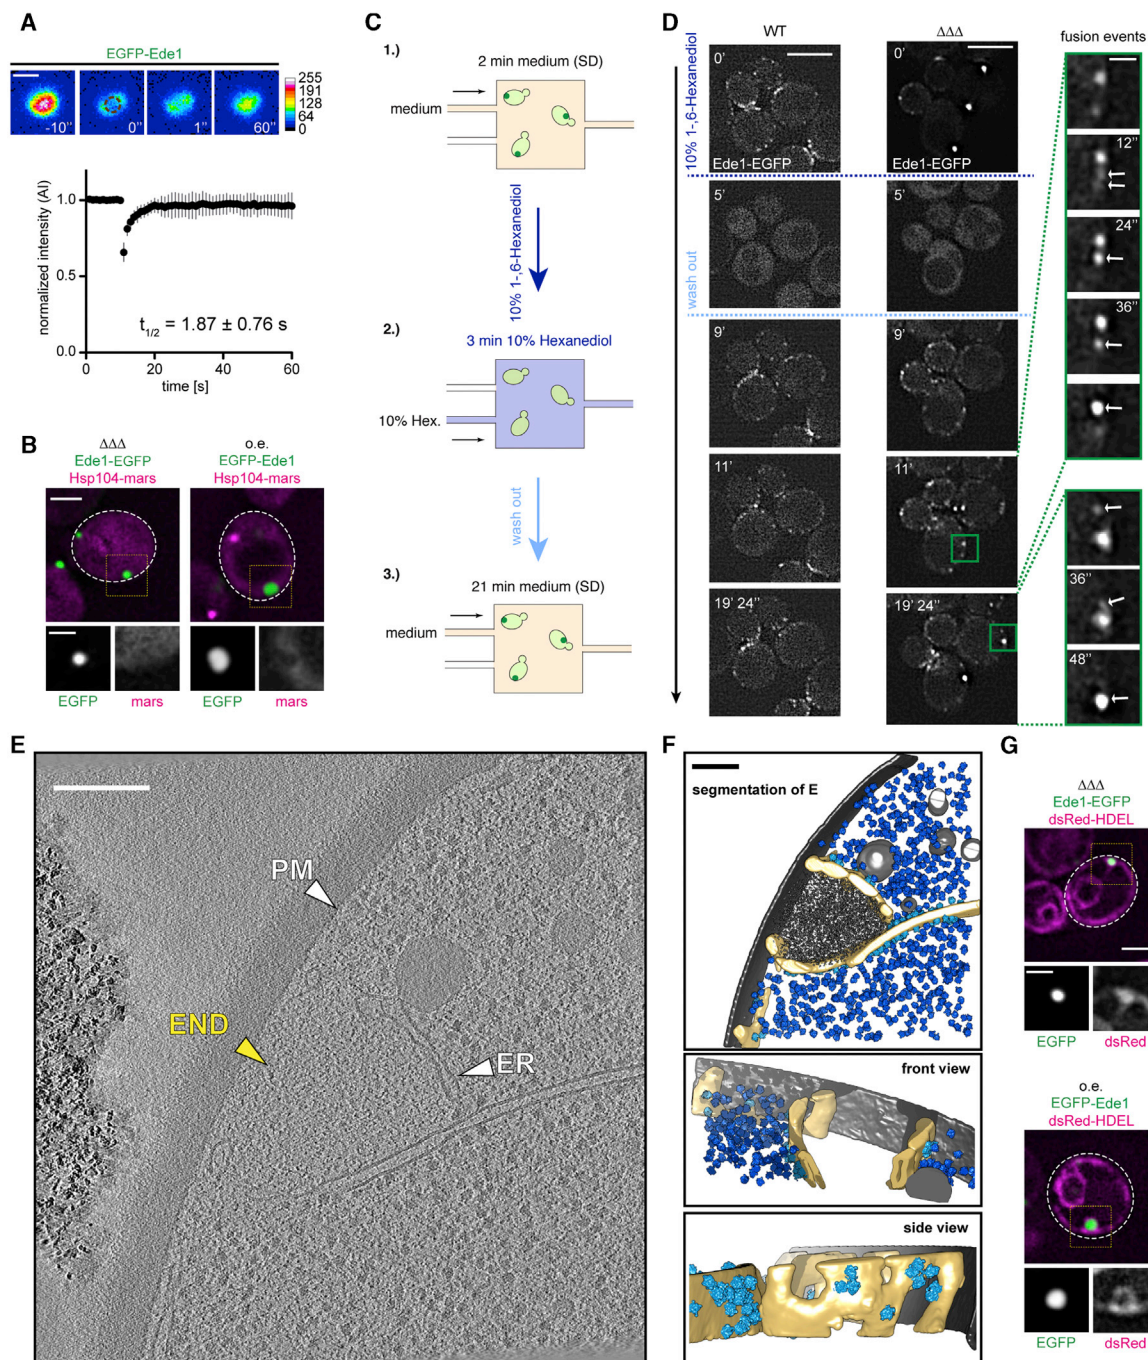 A
EGFP-Ede1
-10'' 0'' 1'' 60''
255
191
128
64
0
normalized intensity (AI)
1.0
0.5
0.0
t1/2 = 1.87 ± 0.76 s
0 20 40 60
time [s]
B
ΔΔΔ
Ede1-EGFP
Hsp104-mars
o.e.
EGFP-Ede1
Hsp104-mars
EGFP mars EGFP mars
C
1.)
2 min medium (SD)
medium
10% 1-,6-Hexanediol
2.)
3 min 10% Hexanediol
10% Hex.
wash out
3.)
21 min medium (SD)
medium
D
WT ΔΔΔ fusion events
10% 1-,6-Hexanediol
wash out
0' 0'
Ede1-EGFP Ede1-EGFP
5' 5'
9' 9'
11' 11'
19' 24'' 19' 24''
12''
24''
36''
36''
48''
E
PM
END
ER
F
segmentation of E
front view
side view
G
ΔΔΔ
Ede1-EGFP
dsRed-HDEL
EGFP dsRed
o.e.
EGFP-Ede1
dsRed-HDEL
EGFP dsRed